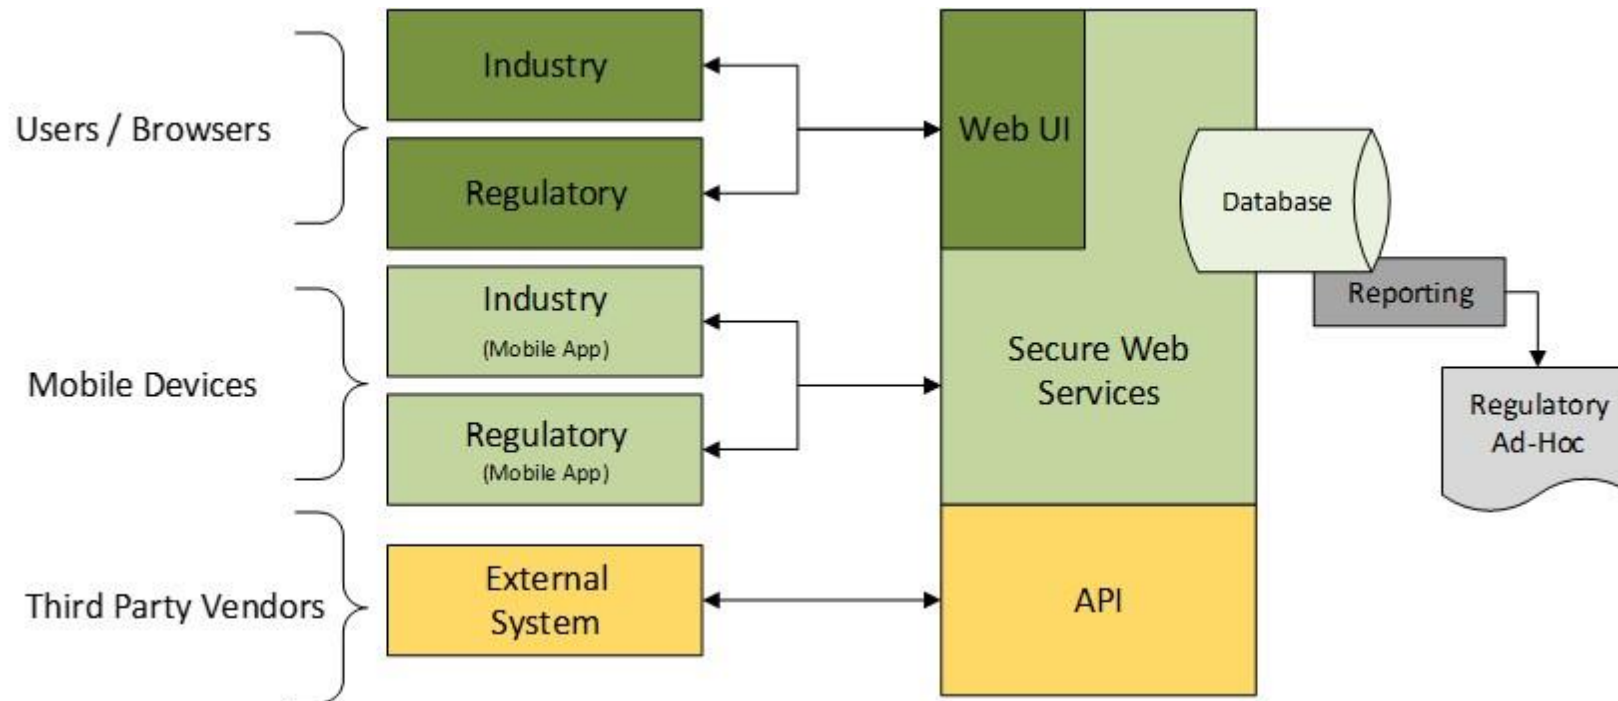 Users / Browsers
Industry
Regulatory
Web UI
Database
Reporting
Mobile Devices
Industry
(Mobile App)
Regulatory
(Mobile App)
Secure Web
Services
Regulatory
Ad-Hoc
Third Party Vendors
External
System
API